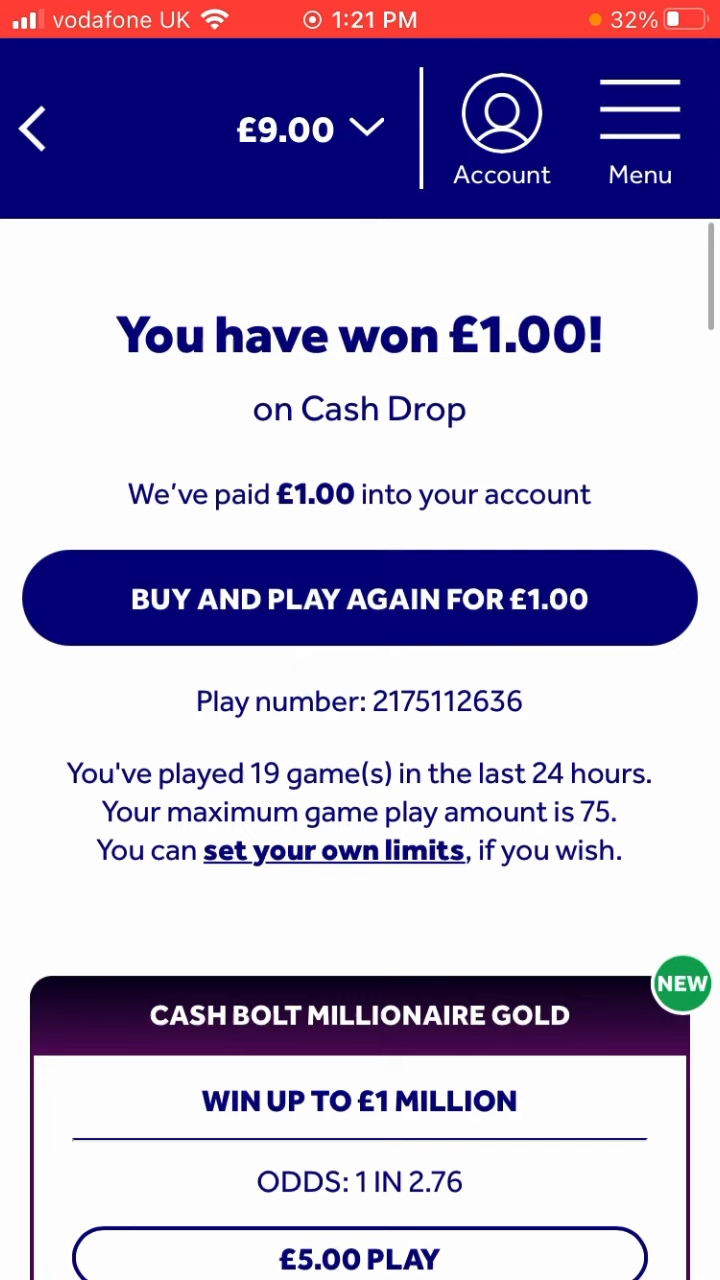 vodafone UK 1:21 PM 32%
£9.00
Account Menu
You have won £1.00!
on Cash Drop
We've paid £1.00 into your account
BUY AND PLAY AGAIN FOR £1.00
Play number: 2175112636
You've played 19 game(s) in the last 24 hours.
Your maximum game play amount is 75.
You can set your own limits, if you wish.
NEW
CASH BOLT MILLIONAIRE GOLD
WIN UP TO £1 MILLION
ODDS: 1 IN 2.76
£5.00 PLAY